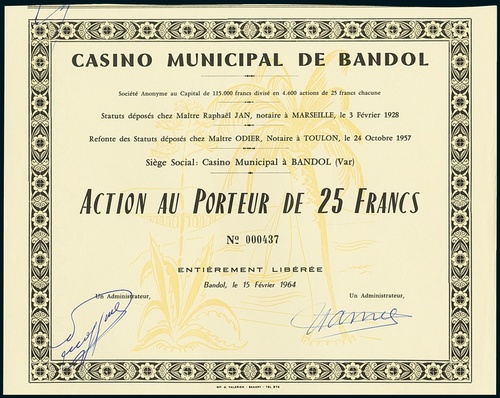 CASINO MUNICIPAL DE BANDOL
Société Anonyme au Capital de 115.000 francs divisé en 4.600 actions de 25 francs chacune
Statuts déposés chez Maître Raphaël JAN, notaire à MARSEILLE, le 3 Février 1928
Refonte des Statuts déposés chez Maître ODIER, Notaire à TOULON, le 24 Octobre 1957
Siège Social: Casino Municipal à BANDOL (Var)
ACTION AU PORTEUR DE 25 FRANCS
Nº 000437
ENTIÈREMENT LIBÉRÉE
Bandol, le 15 Février 1964
Un Administrateur, Un Administrateur,